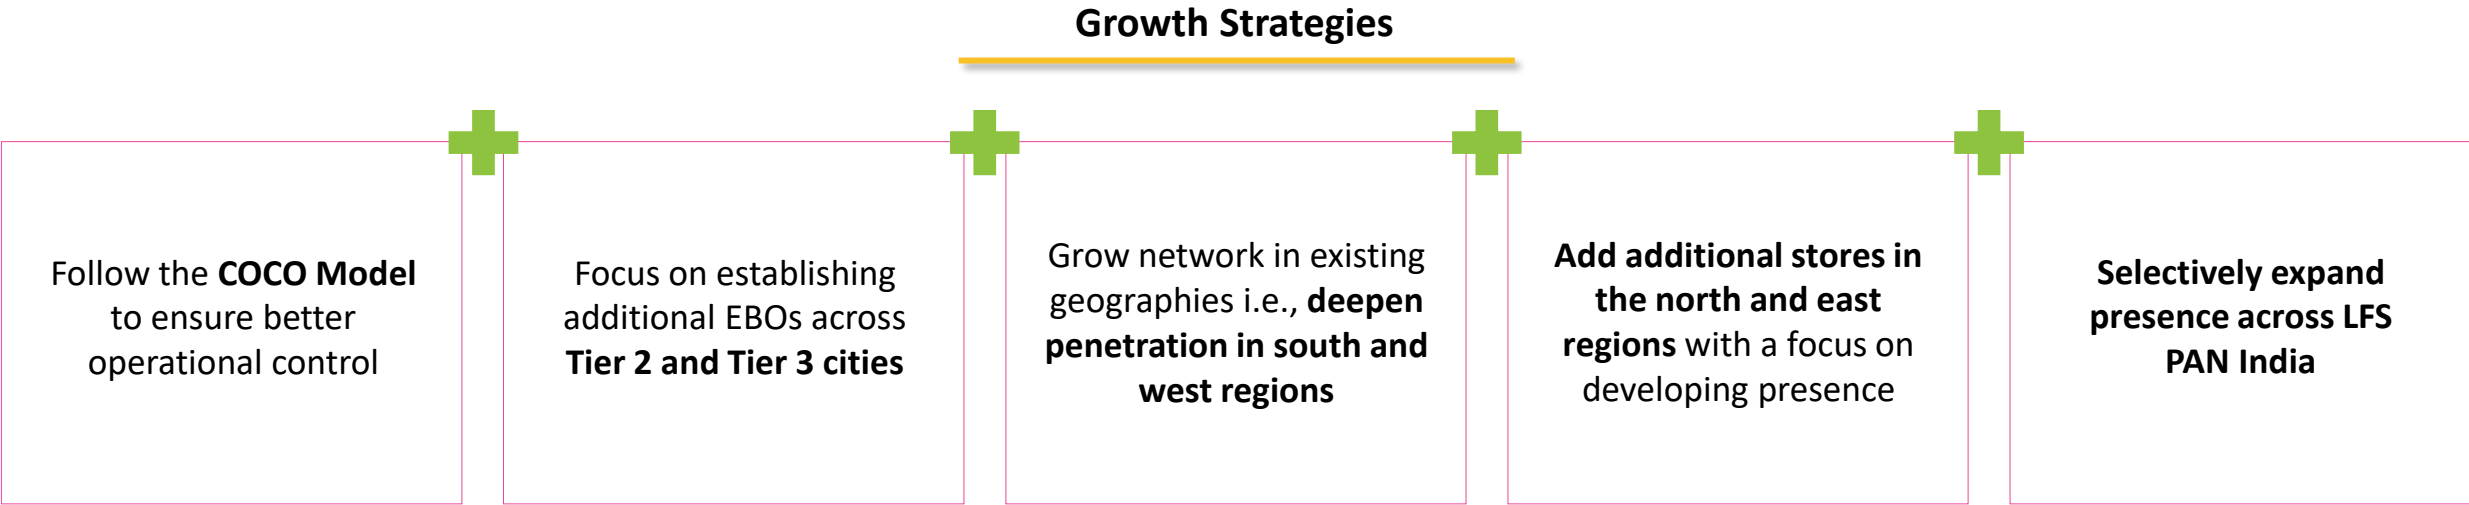 Growth Strategies
Follow the COCO Model
to ensure better
operational control
Focus on establishing
additional EBOs across
Tier 2 and Tier 3 cities
Grow network in existing
geographies i.e., deepen
penetration in south and
west regions
Add additional stores in
the north and east
regions with a focus on
developing presence
Selectively expand
presence across LFS
PAN India